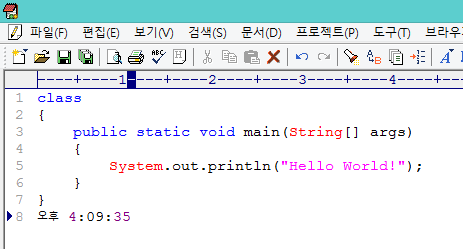 파일(F) 편집(E) 보기(V) 검색(S) 문서(D) 프로젝트(P) 도구(T) 브라우
----+----1----+----2----+----3----+----4----+--
1 class
2 {
3 public static void main(String[] args)
4 {
5 System.out.println("Hello World!");
6 }
7 }
8 오후 4:09:35